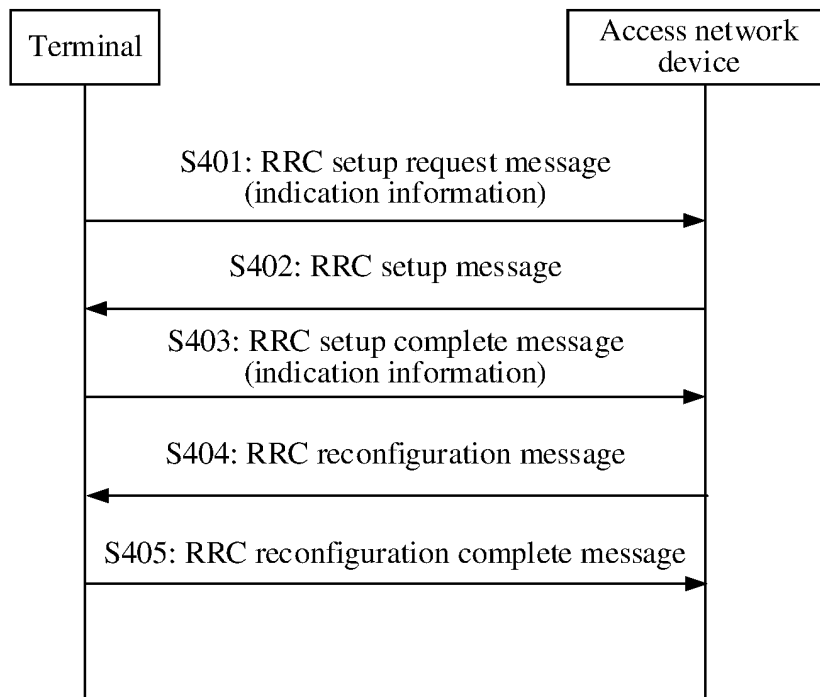 Terminal
Access network
device
S401: RRC setup request message
(indication information)
S402: RRC setup message
S403: RRC setup complete message
(indication information)
S404: RRC reconfiguration message
S405: RRC reconfiguration complete message